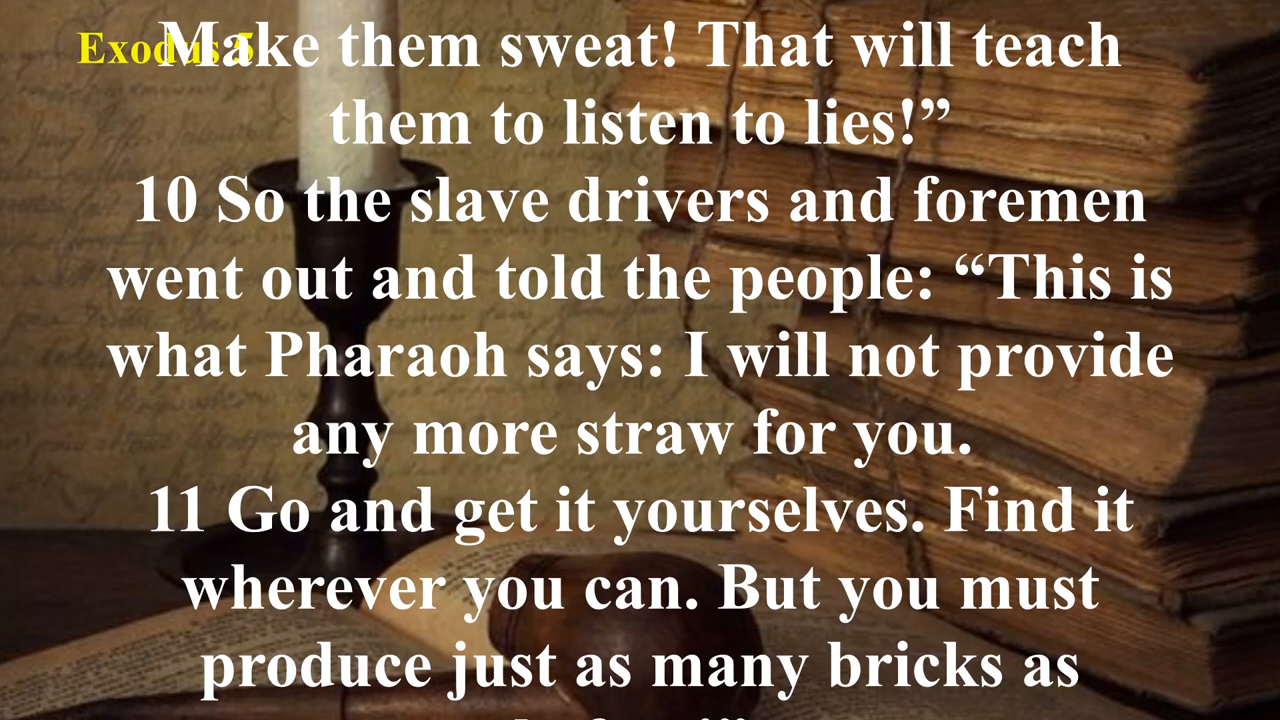 Exodus 5
Make them sweat! That will teach
them to listen to lies!”
10 So the slave drivers and foremen
went out and told the people: “This is
what Pharaoh says: I will not provide
any more straw for you.
11 Go and get it yourselves. Find it
wherever you can. But you must
produce just as many bricks as